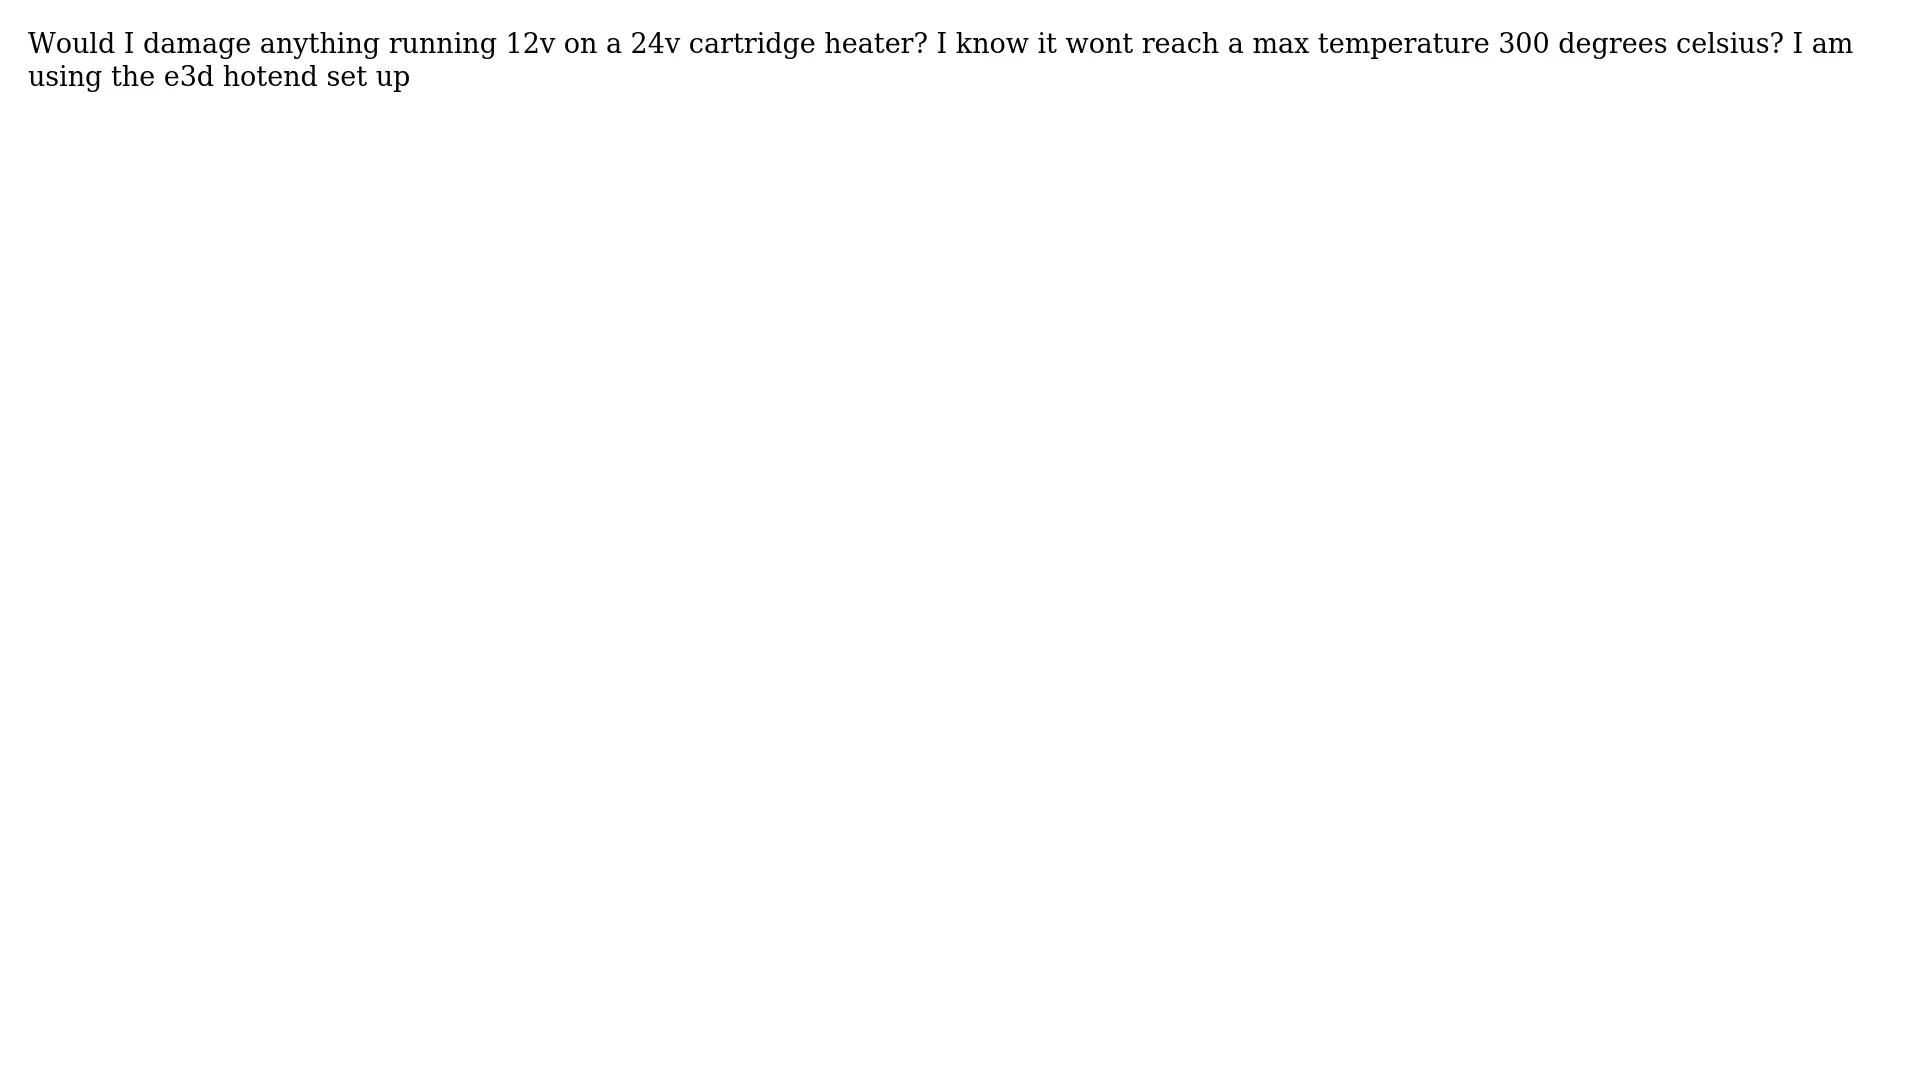 Would I damage anything running 12v on a 24v cartridge heater? I know it wont reach a max temperature 300 degrees celsius? I am
using the e3d hotend set up